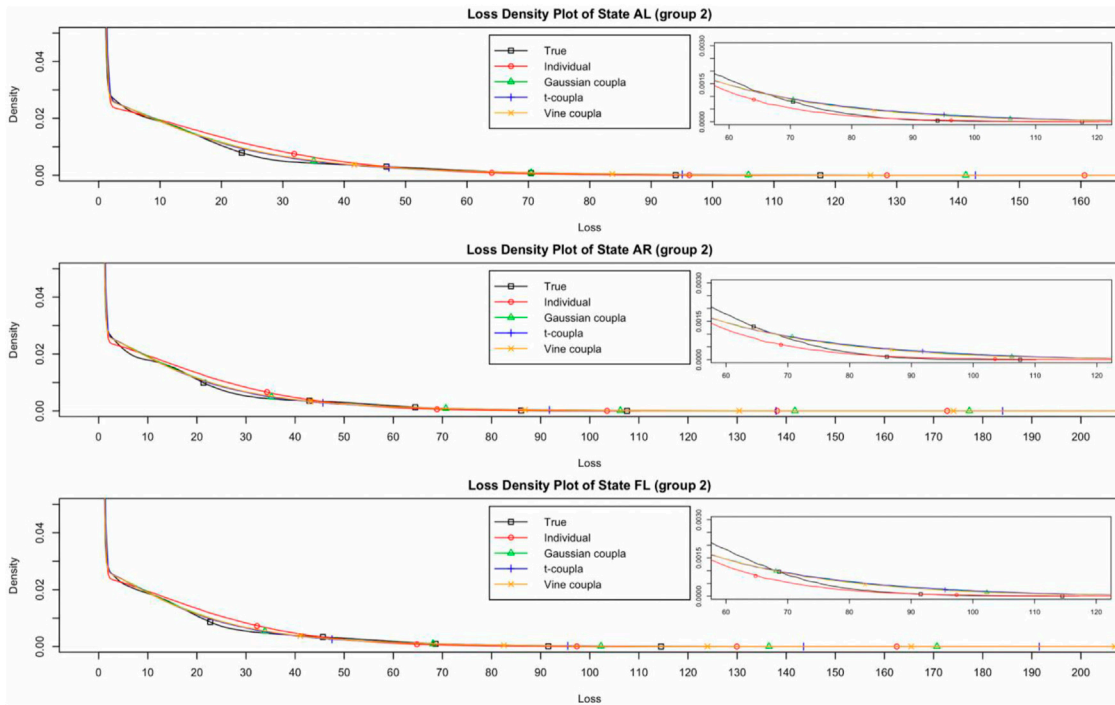 Loss Density Plot of State AL (group 2)
Density
0.00 0.02 0.04
True
Individual
Gaussian coupla
t-coupla
Vine coupla
0.0000 0.0015 0.0030
60 70 80 90 100 110 120
0 10 20 30 40 50 60 70 80 90 100 110 120 130 140 150 160
Loss
Loss Density Plot of State AR (group 2)
Density
0.00 0.02 0.04
True
Individual
Gaussian coupla
t-coupla
Vine coupla
0.0000 0.0015 0.0030
60 70 80 90 100 110 120
0 10 20 30 40 50 60 70 80 90 100 110 120 130 140 150 160 170 180 190 200
Loss
Loss Density Plot of State FL (group 2)
Density
0.00 0.02 0.04
True
Individual
Gaussian coupla
t-coupla
Vine coupla
0.0000 0.0015 0.0030
60 70 80 90 100 110 120
0 10 20 30 40 50 60 70 80 90 100 110 120 130 140 150 160 170 180 190 200
Loss